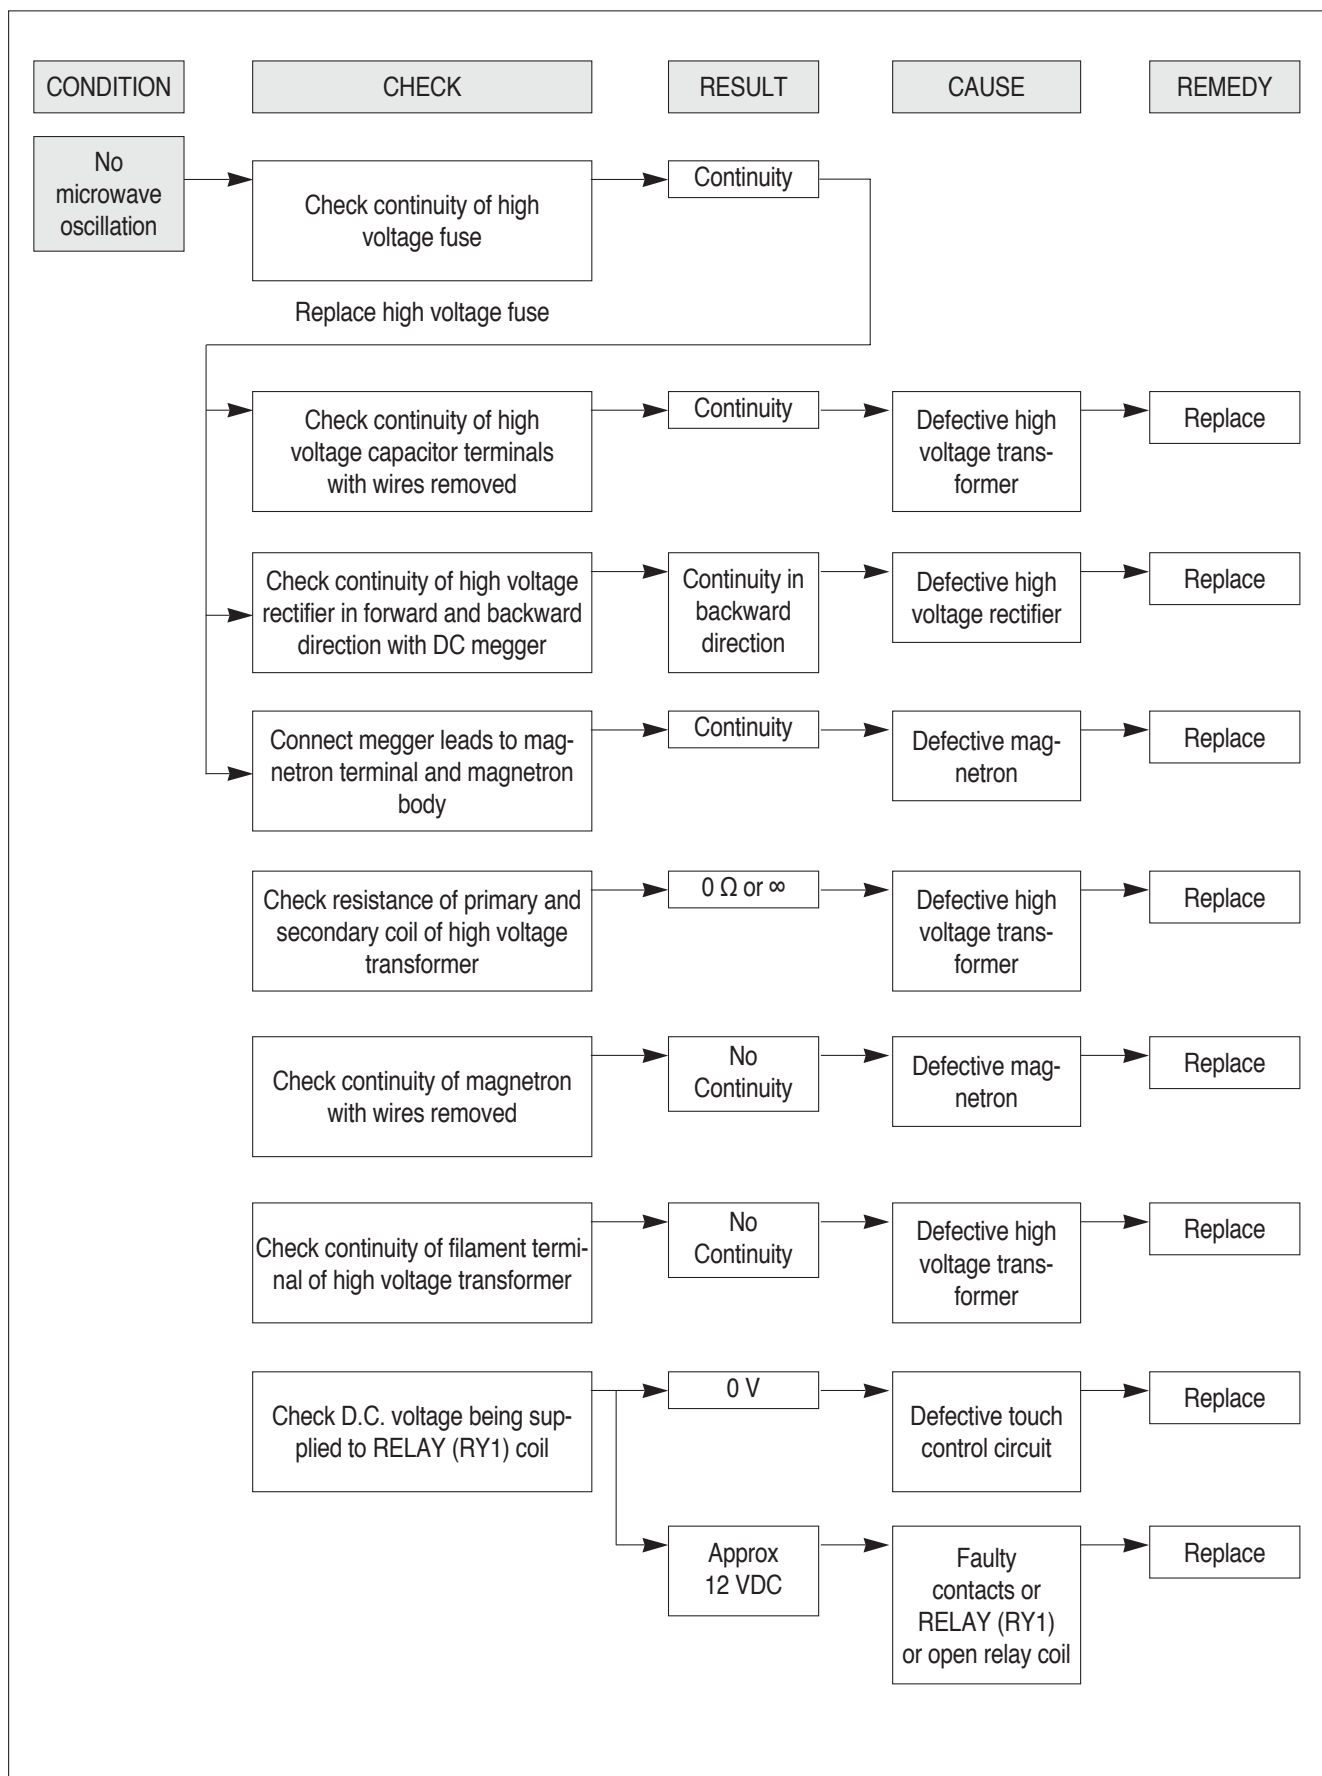 CONDITION
CHECK
RESULT
CAUSE
REMEDY
No
microwave
oscillation
Check continuity of high
voltage fuse
Continuity
Replace high voltage fuse
Check continuity of high
voltage capacitor terminals
with wires removed
Continuity
Defective high
voltage trans-
former
Replace
Check continuity of high voltage
rectifier in forward and backward
direction with DC megger
Continuity in
backward
direction
Defective high
voltage rectifier
Replace
Connect megger leads to mag-
netron terminal and magnetron
body
Continuity
Defective mag-
netron
Replace
Check resistance of primary and
secondary coil of high voltage
transformer
0 Ω or ∞
Defective high
voltage trans-
former
Replace
Check continuity of magnetron
with wires removed
No
Continuity
Defective mag-
netron
Replace
Check continuity of filament termi-
nal of high voltage transformer
No
Continuity
Defective high
voltage trans-
former
Replace
Check D.C. voltage being sup-
plied to RELAY (RY1) coil
0 V
Defective touch
control circuit
Replace
Approx
12 VDC
Faulty
contacts or
RELAY (RY1)
or open relay coil
Replace